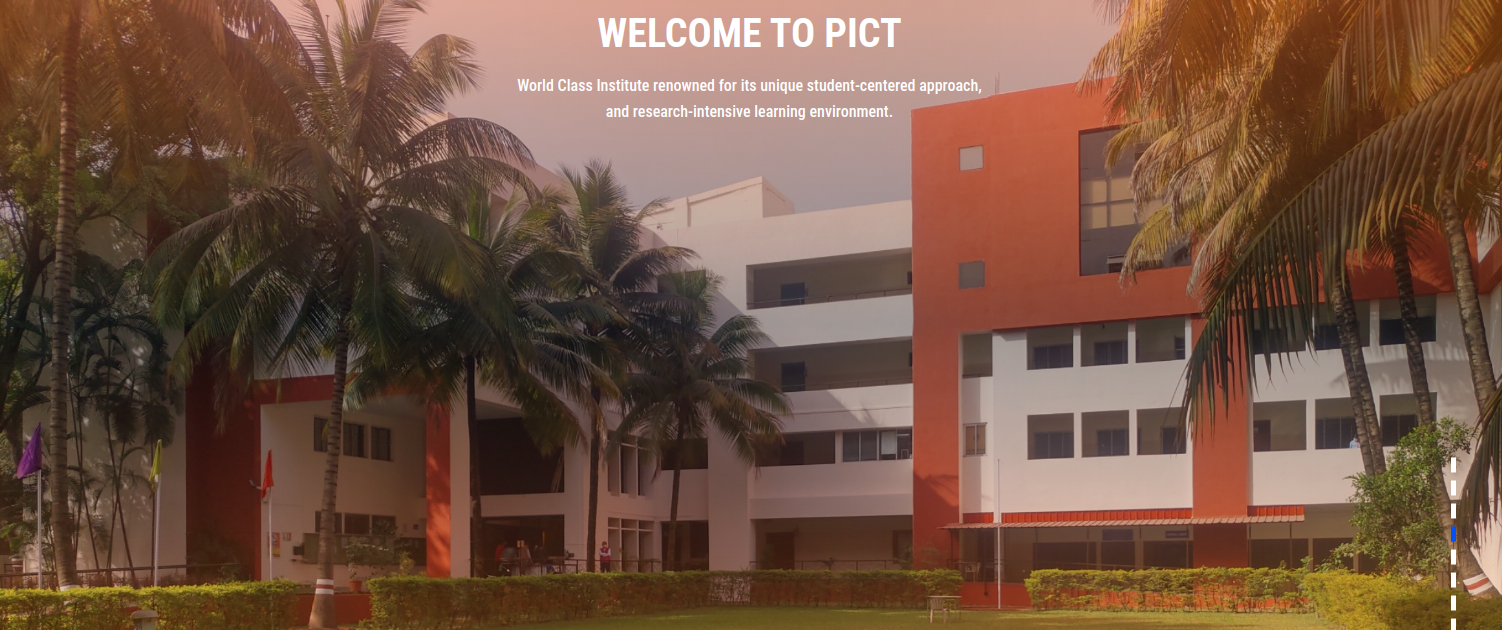 WELCOME TO PICT
World Class Institute renowned for its unique student-centered approach,
and research-intensive learning environment.